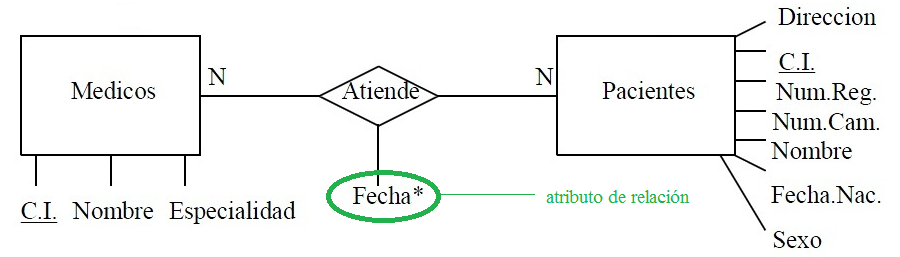 Medicos
N
Atiende
N
Pacientes
Direccion
C.I.
Num.Reg.
Num.Cam.
Nombre
Fecha.Nac.
Sexo
C.I.
Nombre
Especialidad
Fecha*
atributo de relación